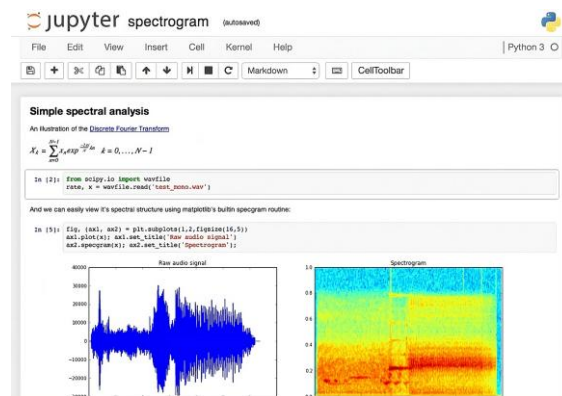 jupyter spectrogram (autosaved)
File Edit View Insert Cell Kernel Help Python 3
Markdown CellToolbar
Simple spectral analysis
An illustration of the Discrete Fourier Transform
k = 0, . . . , N − 1
In [2]: from scipy.io import wavfile
rate, x = wavfile.read('test_mono.wav')
And we can easily view it's spectral structure using matplotlib's builtin specgram routine:
In [5]: fig, (ax1, ax2) = plt.subplots(1,2,figsize(16,5))
ax1.plot(x); ax1.set_title('Raw audio signal')
ax2.specgram(x); ax2.set_title('Spectrogram');
Raw audio signal Spectrogram
40000 1.0
30000
0.8
20000
10000 0.6
0
0.4
−10000
0.2
−20000